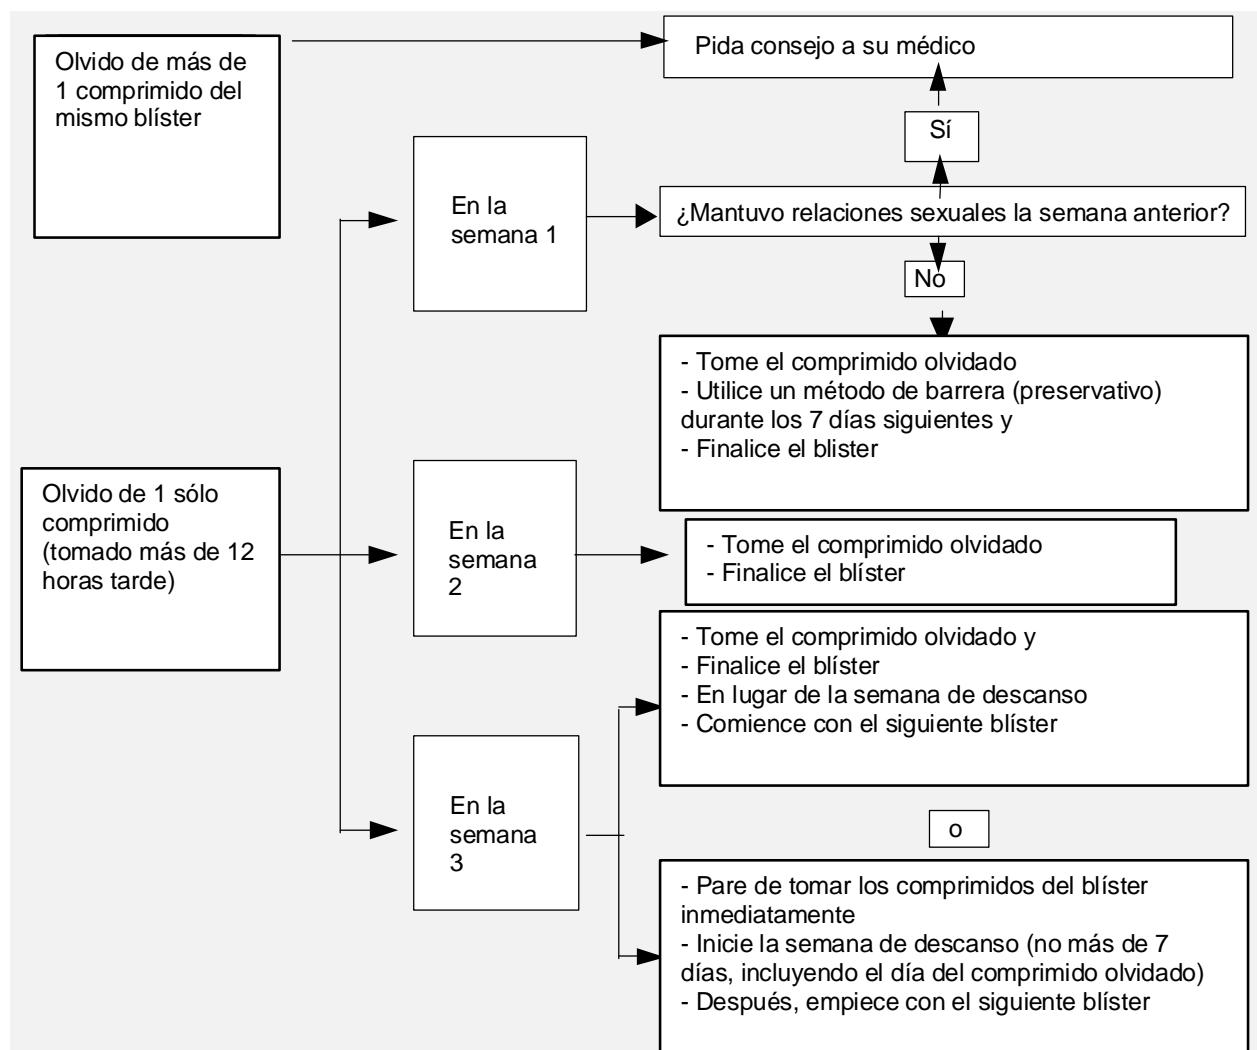 Olvido de más de
1 comprimido del
mismo blíster
Pida consejo a su médico
Sí
En la
semana 1
¿Mantuvo relaciones sexuales la semana anterior?
No
- Tome el comprimido olvidado
- Utilice un método de barrera (preservativo)
durante los 7 días siguientes y
- Finalice el blister
Olvido de 1 sólo
comprimido
(tomado más de 12
horas tarde)
En la
semana
2
- Tome el comprimido olvidado
- Finalice el blíster
- Tome el comprimido olvidado y
- Finalice el blíster
- En lugar de la semana de descanso
- Comience con el siguiente blíster
En la
semana
3
o
- Pare de tomar los comprimidos del blíster
inmediatamente
- Inicie la semana de descanso (no más de 7
días, incluyendo el día del comprimido olvidado)
- Después, empiece con el siguiente blíster